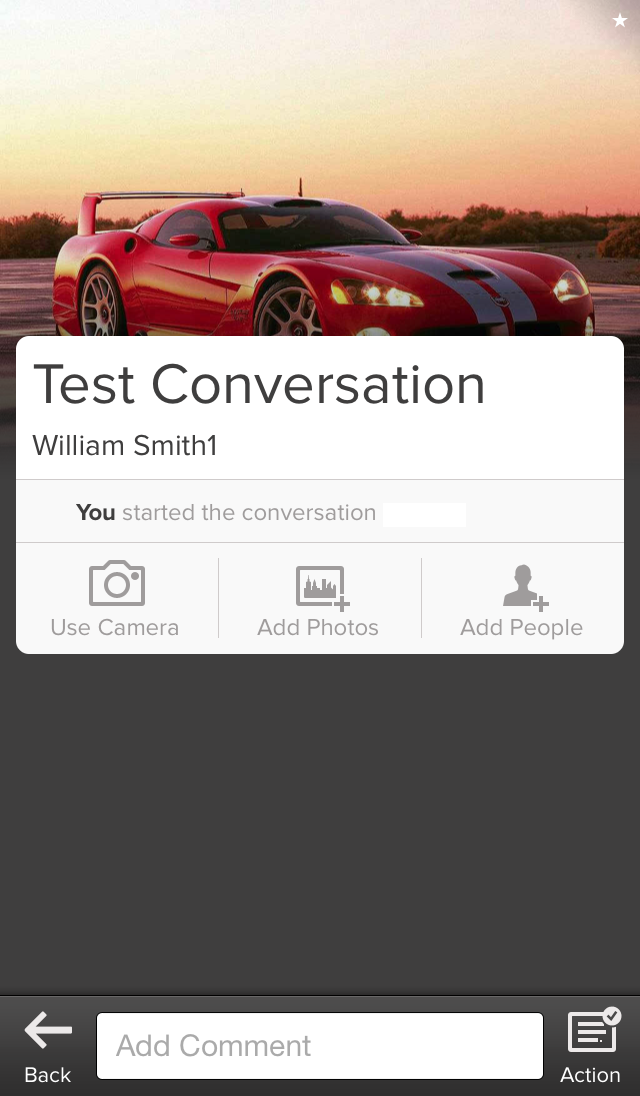 Test Conversation
William Smith1
You started the conversation
Use Camera
Add Photos
Add People
Add Comment
Back
Action